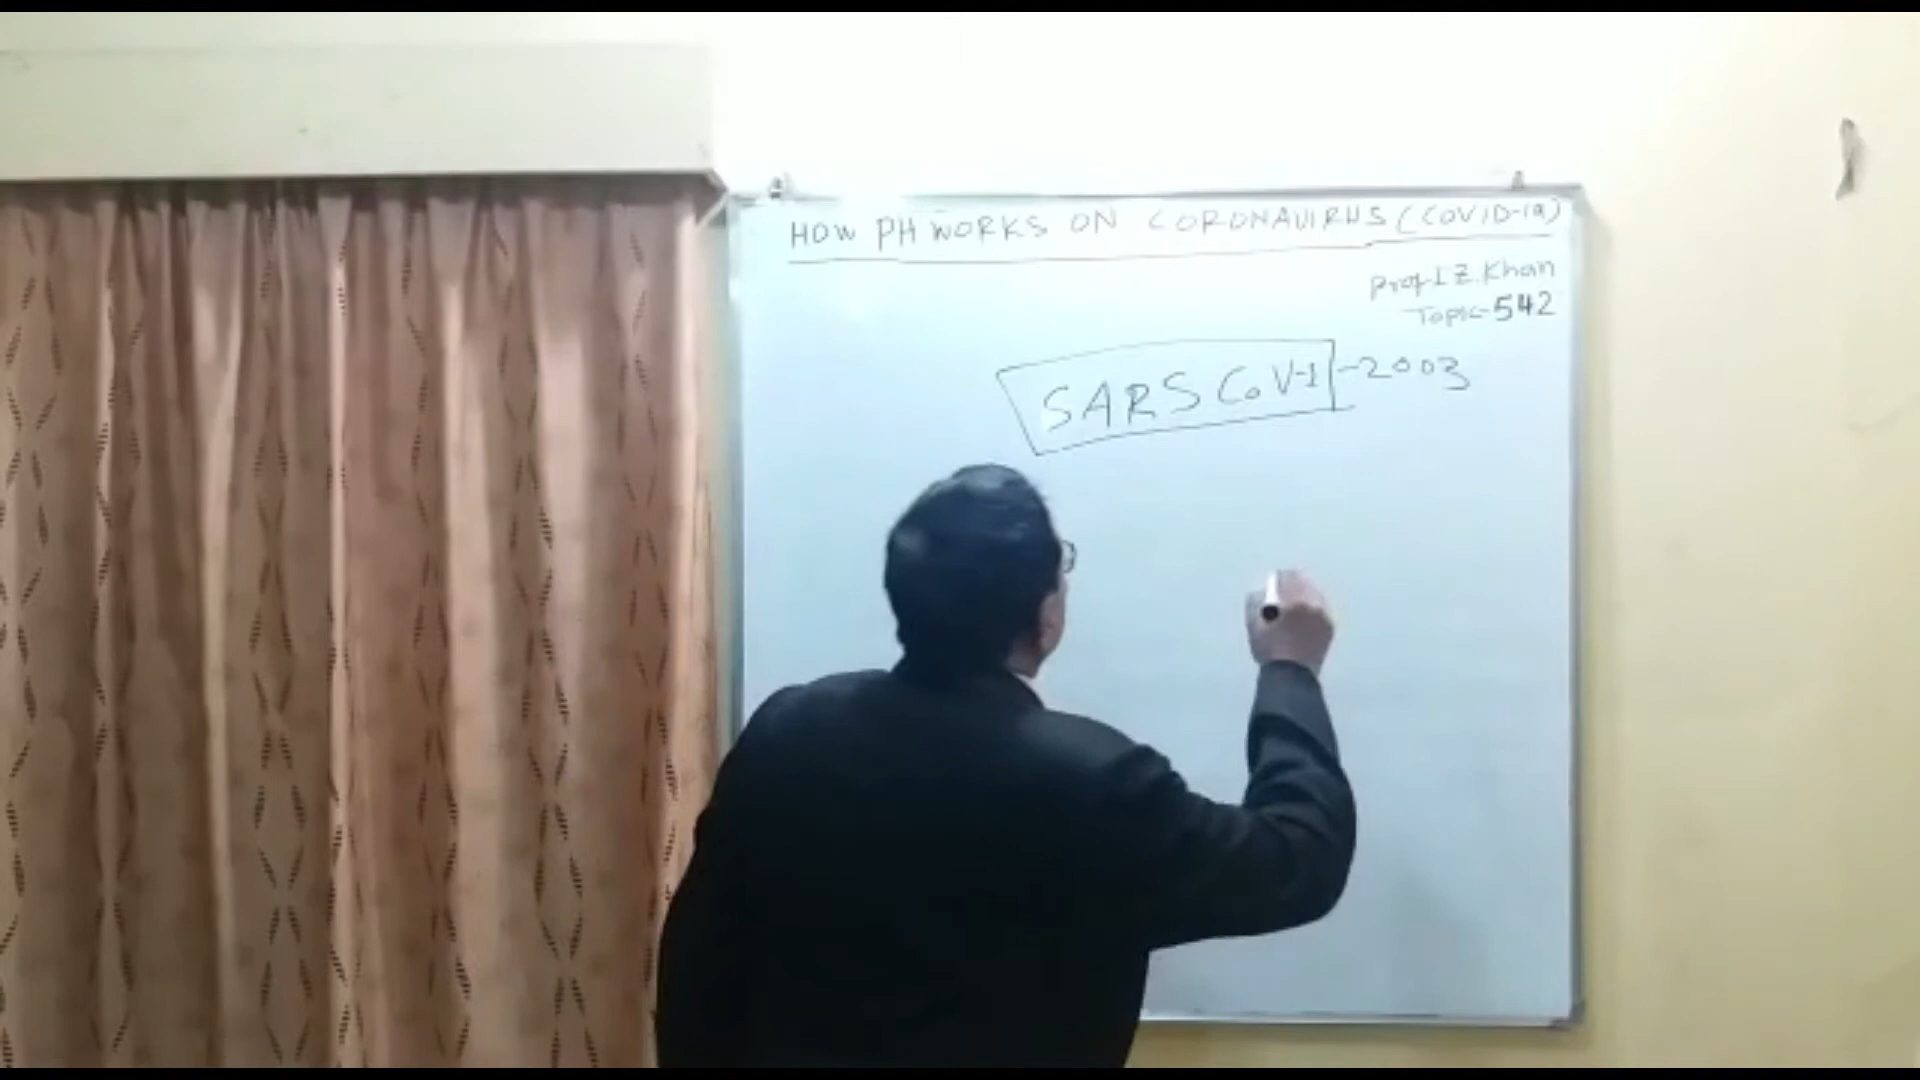 HOW PH WORKS ON CORONAVIRUS (COVID-19)
Prof. I Z. Khan
Topic-542
SARS CoV-1 -2003